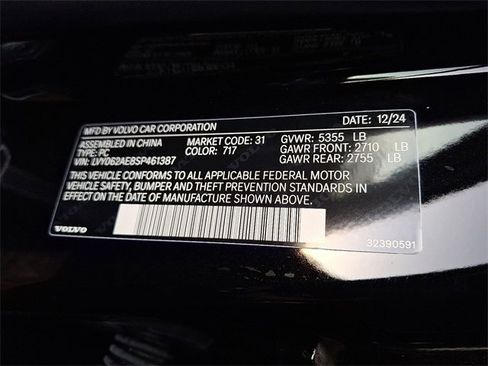 MFD BY VOLVO CAR CORPORATION DATE: 12/24
ASSEMBLED IN CHINA MARKET CODE: 31 GVWR: 5355 LB
TYPE: PC COLOR: 717 GAWR FRONT: 2710 LB
VIN: LVY062AE8SP461387 GAWR REAR: 2755 LB
THIS VEHICLE CONFORMS TO ALL APPLICABLE FEDERAL MOTOR
VEHICLE SAFETY, BUMPER AND THEFT PREVENTION STANDARDS IN
EFFECT ON THE DATE OF MANUFACTURE SHOWN ABOVE.
VOLVO 32390591